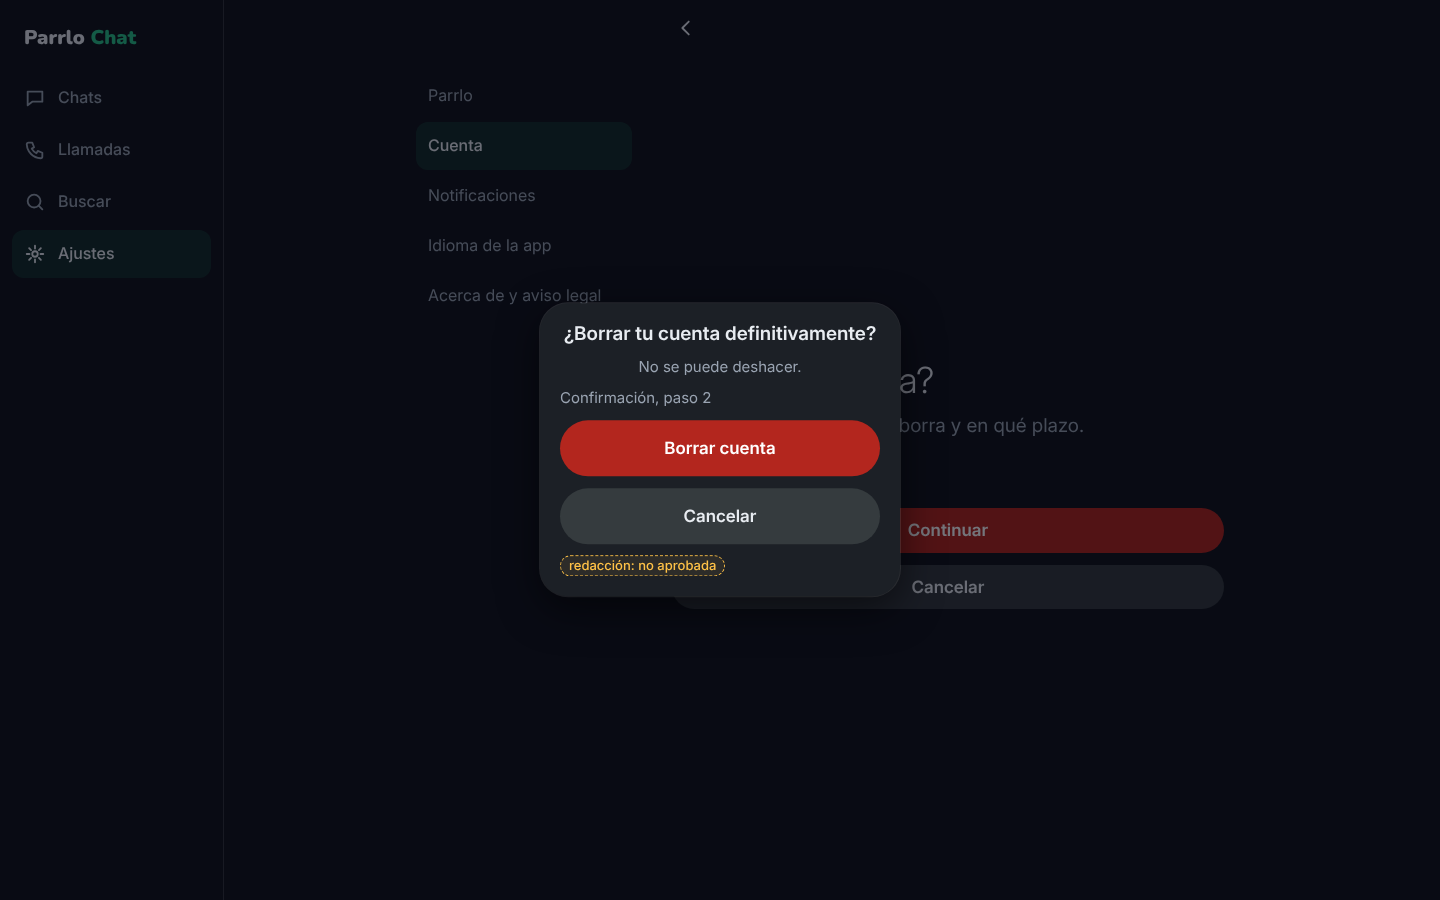 Parrlo Chat
Chats
Llamadas
Buscar
Ajustes
Parrlo
Cuenta
Notificaciones
Idioma de la app
Acerca de y aviso legal
a?
borra y en qué plazo.
Continuar
Cancelar
¿Borrar tu cuenta definitivamente?
No se puede deshacer.
Confirmación, paso 2
Borrar cuenta
Cancelar
redacción: no aprobada